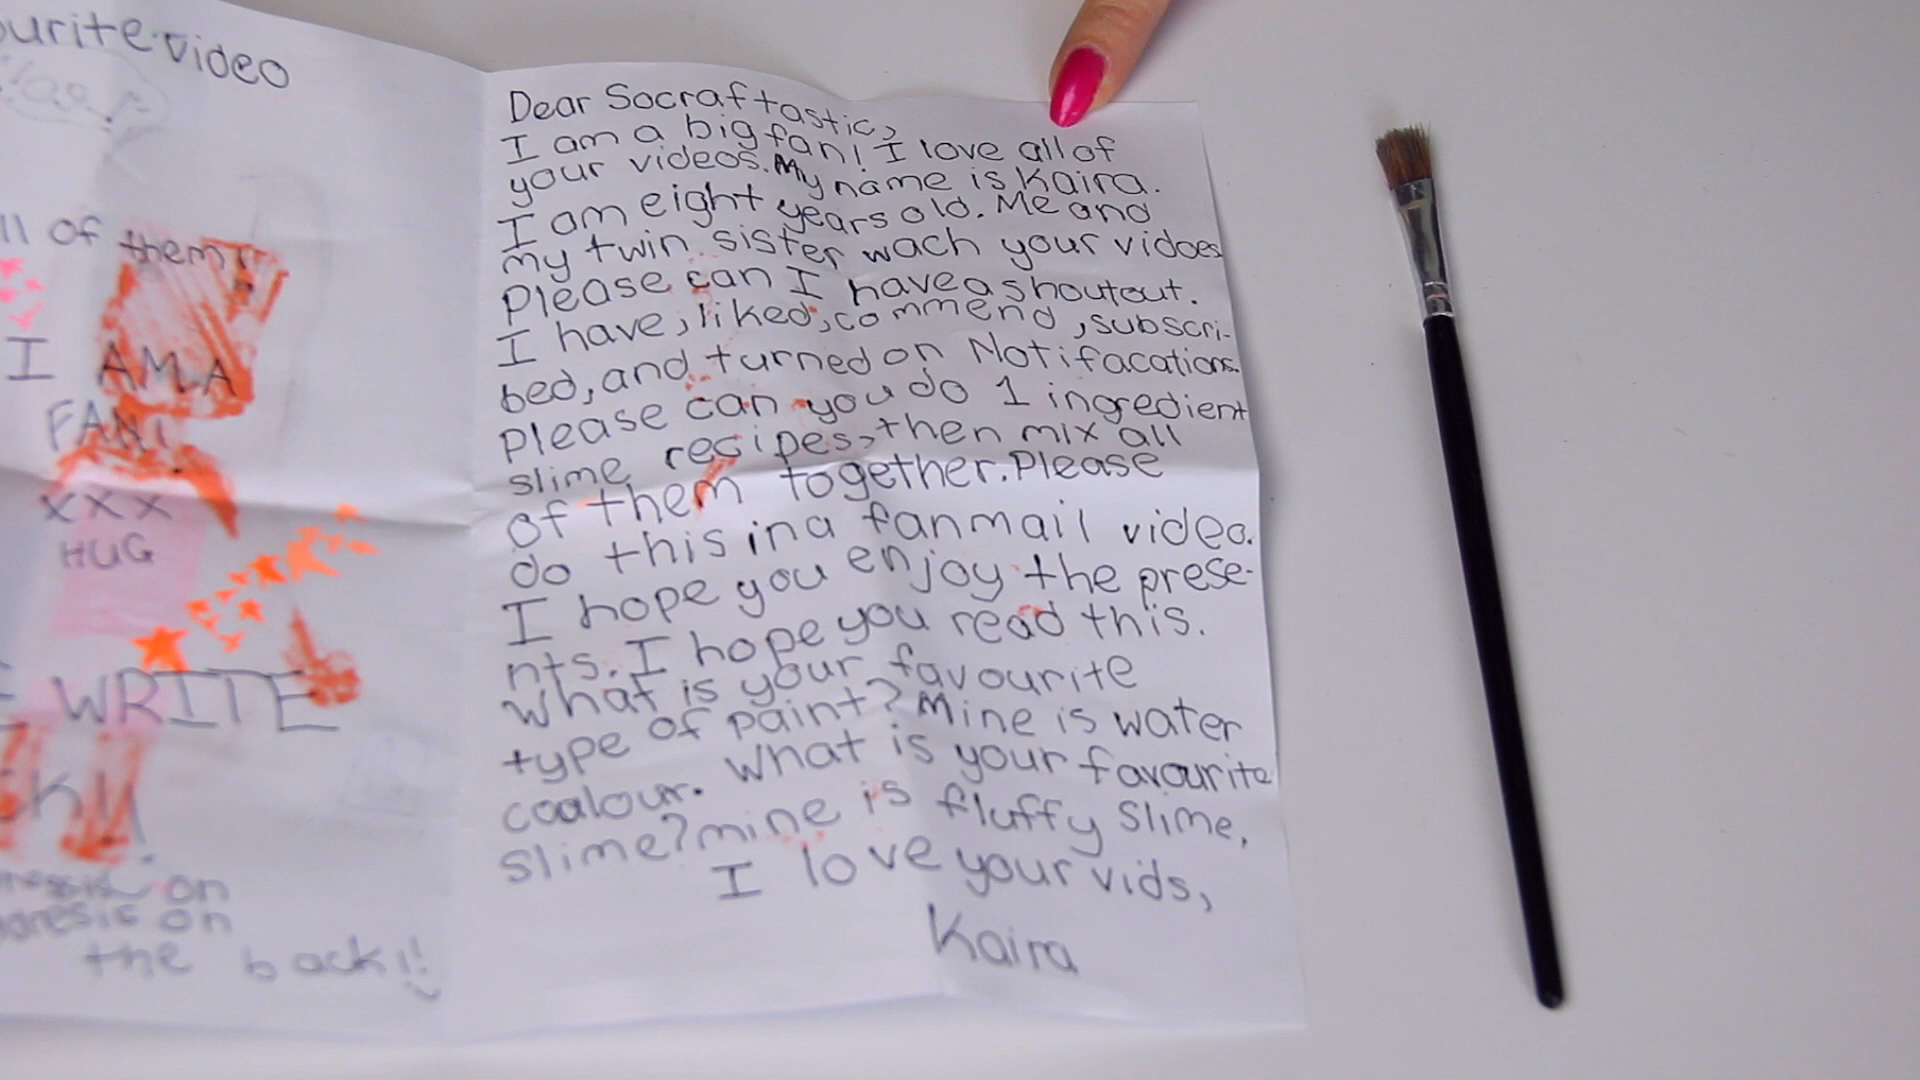 ourite video
ll of them!
I AM A
FAN!
XXX
HUG
WRITE
on
on
the back!!
Dear Socraftastic,
I am a big fan! I love all of
your videos. My name is Kaira.
I am eight years old. Me and
my twin sister wach your vidoes
Please can I have a shoutout.
I have, liked, commend, subscri-
bed, and turned on Notifacations.
please can you do 1 ingredient
slime recipes, then mix all
of them together. Please
do this in a fanmail video.
I hope you enjoy the prese-
nts. I hope you read this.
What is your favourite
type of paint? Mine is water
coalour. What is your favourite
slime? mine is fluffy Slime.
I love your vids,
Kaira